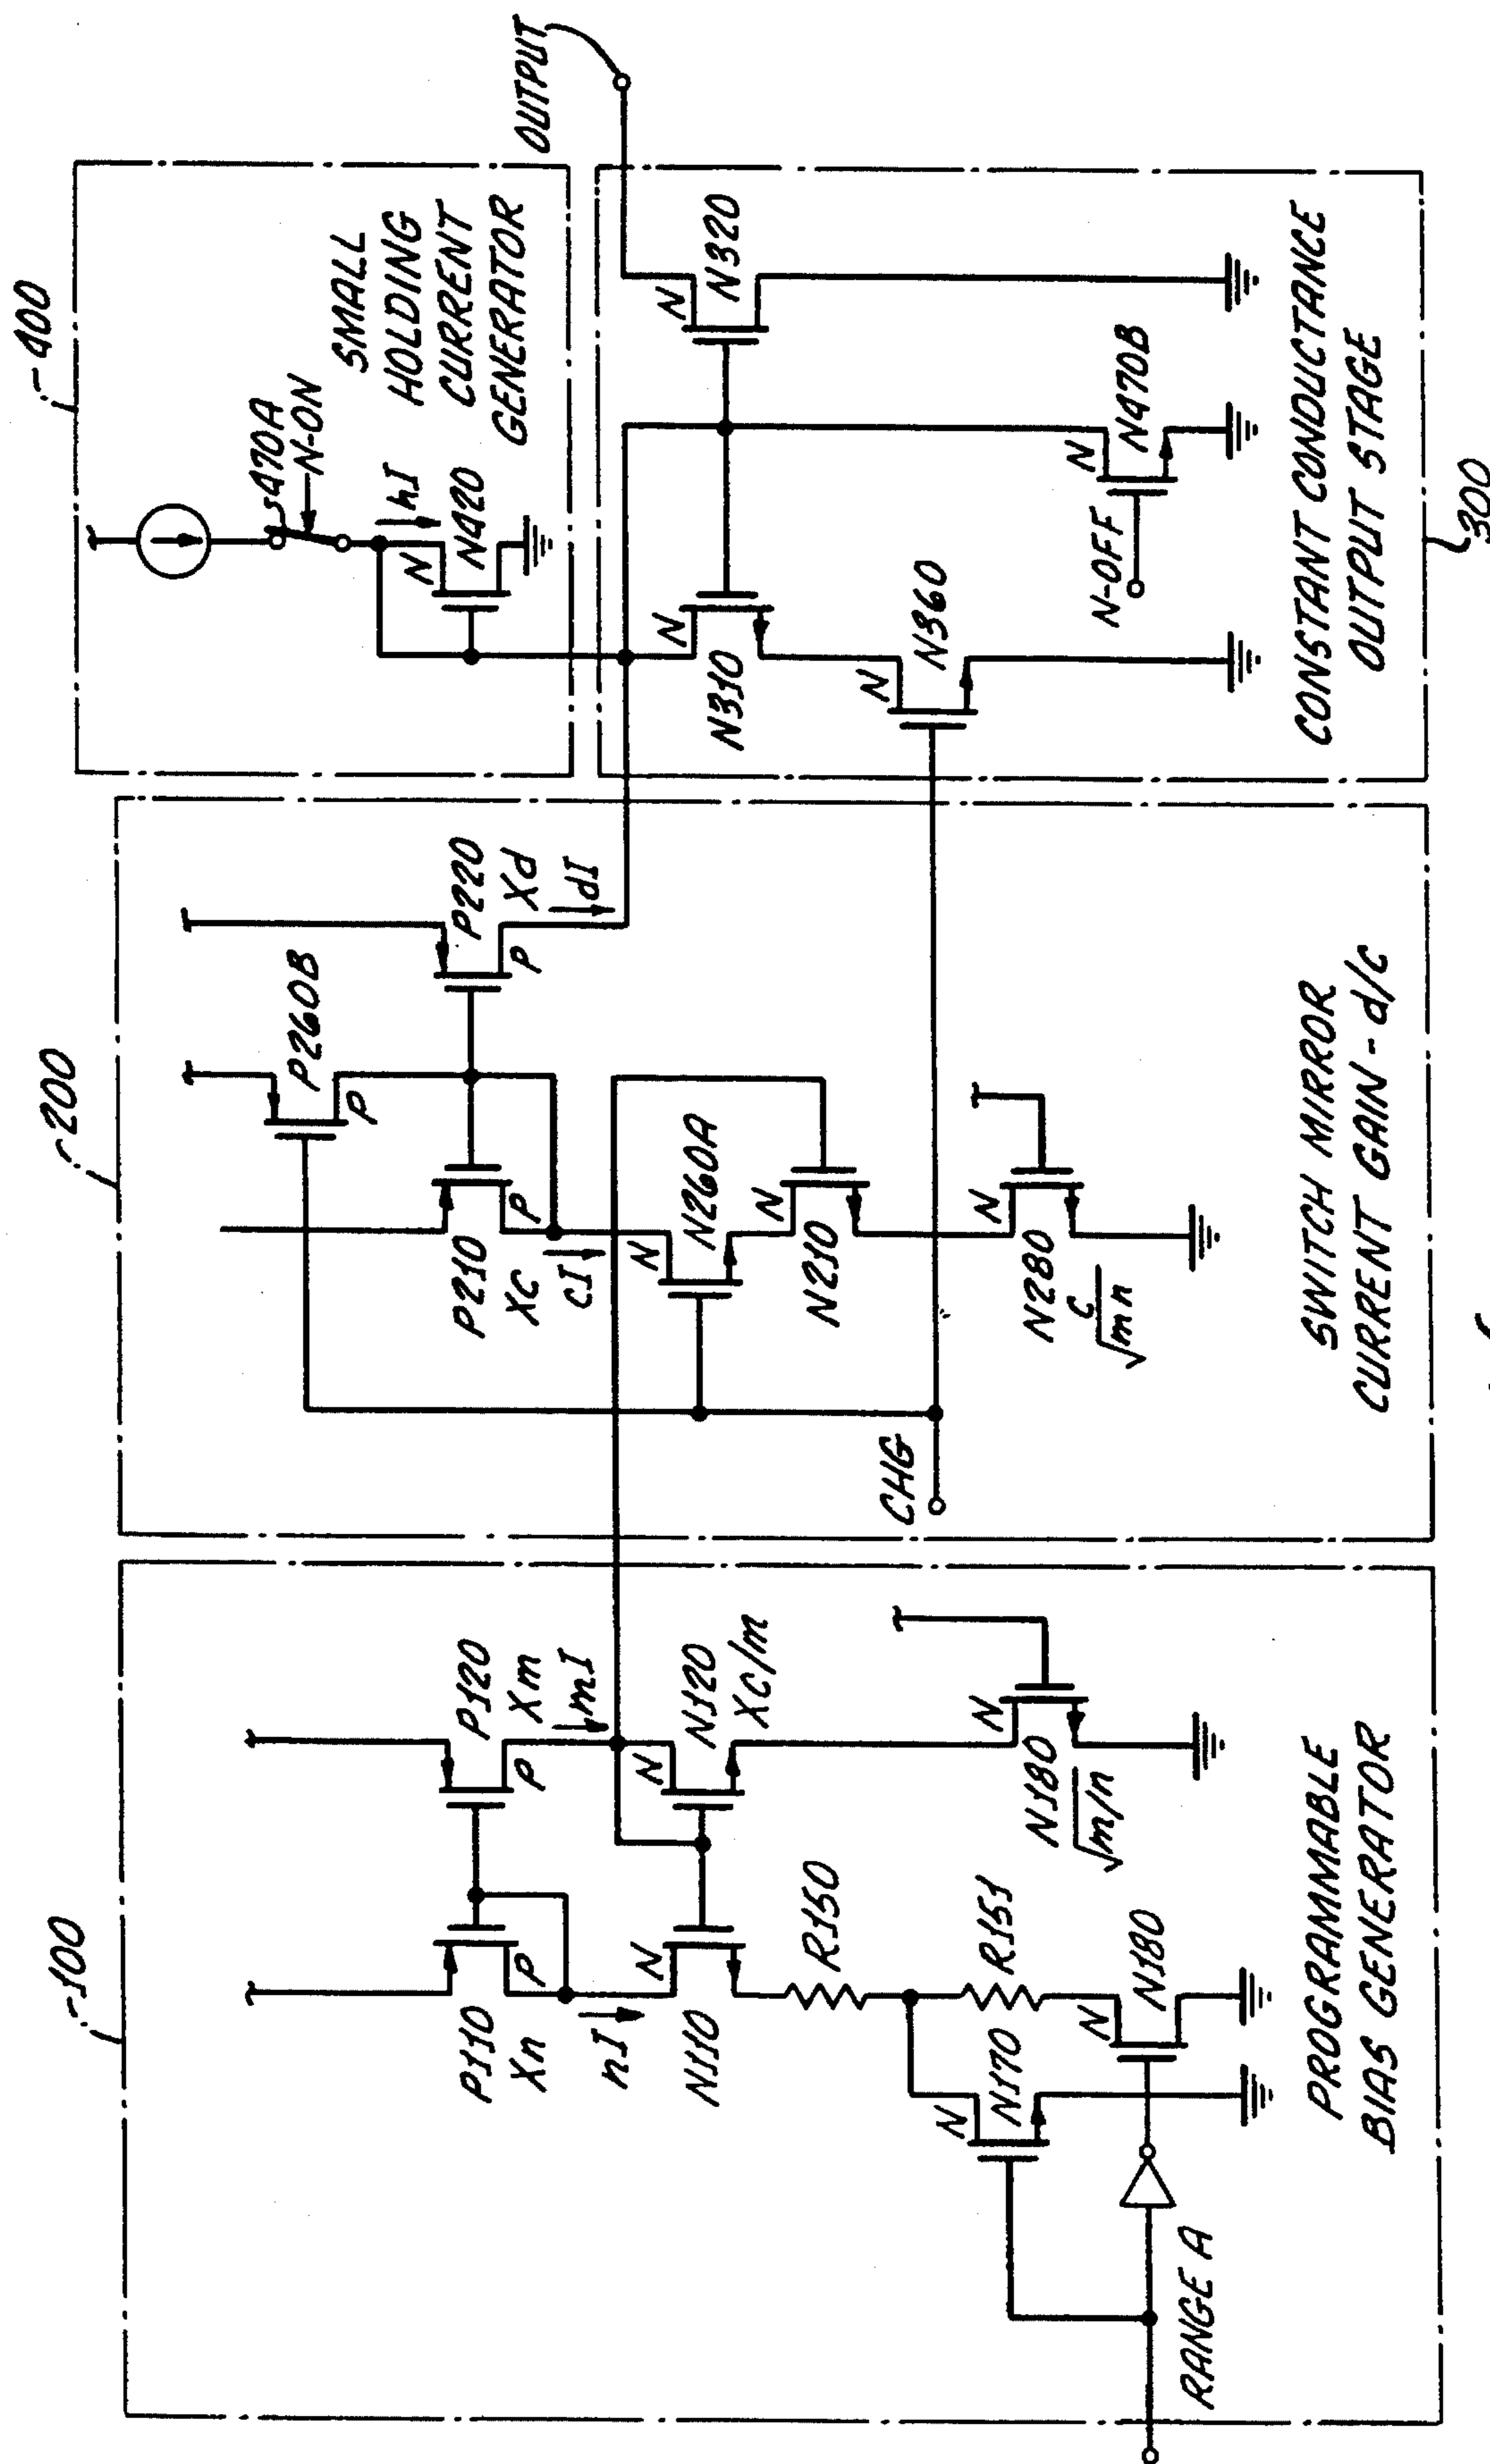 100
P110
Xn
P
nI
P120
Xm
P
mI
N
N110
N
N120
XC/m
R150
R151
N
N170
N
N180
N
N180
√m/n
RANGE A
PROGRAMMABLE
BIAS GENERATOR
200
P260B
P
P210
XC
P
CI
P220
Xd
P
dI
N
N260A
N
N210
N
N280
C
√mn
CHG
SWITCH MIRROR
CURRENT GAIN - d/c
400
S470A
N-ON
hI
N
N420
SMALL
HOLDING
CURRENT
GENERATOR
OUTPUT
N
N310
N
N320
N
N360
N
N470B
N-OFF
CONSTANT CONDUCTANCE
OUTPUT STAGE
300